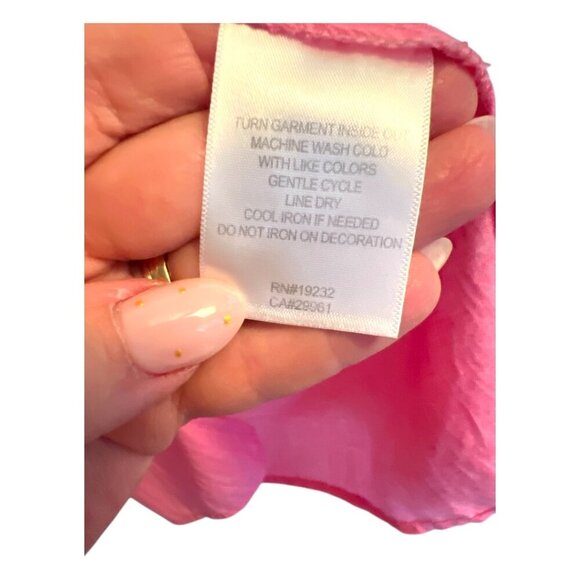 TURN GARMENT INSIDE OUT
MACHINE WASH COLD
WITH LIKE COLORS
GENTLE CYCLE
LINE DRY
COOL IRON IF NEEDED
DO NOT IRON ON DECORATION
RN#19232
CA#29961